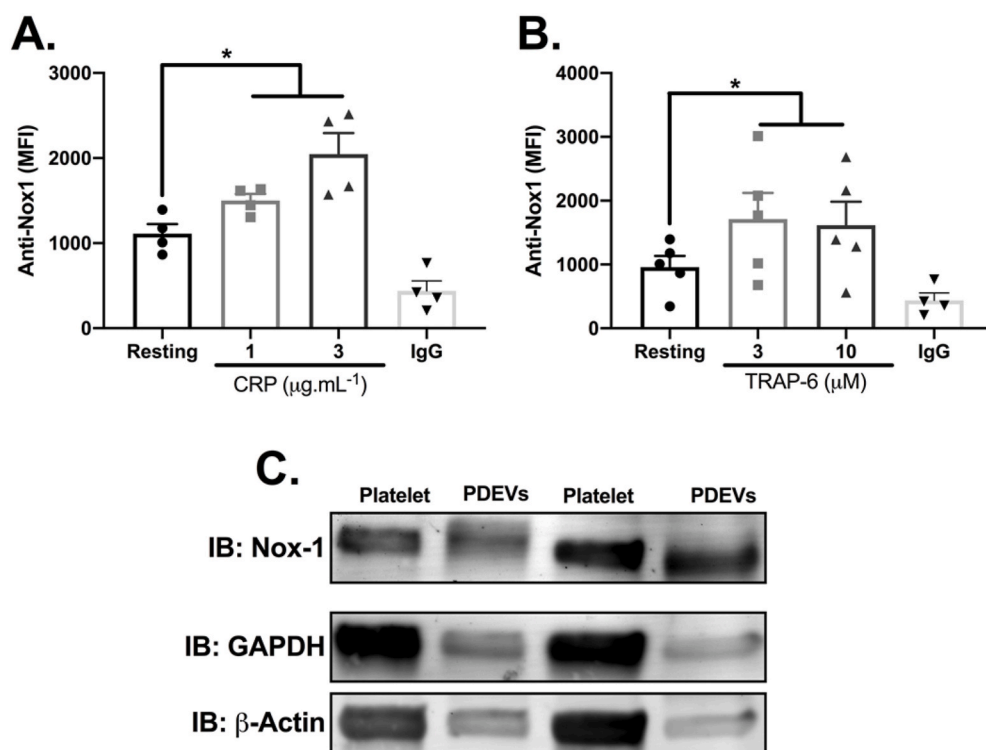 A.
*
Anti-Nox1 (MFI)
3000
2000
1000
0
Resting
1
3
IgG
CRP (μg.mL⁻¹)
B.
*
Anti-Nox1 (MFI)
4000
3000
2000
1000
0
Resting
3
10
IgG
TRAP-6 (μM)
C.
Platelet PDEVs Platelet PDEVs
IB: Nox-1
IB: GAPDH
IB: β-Actin